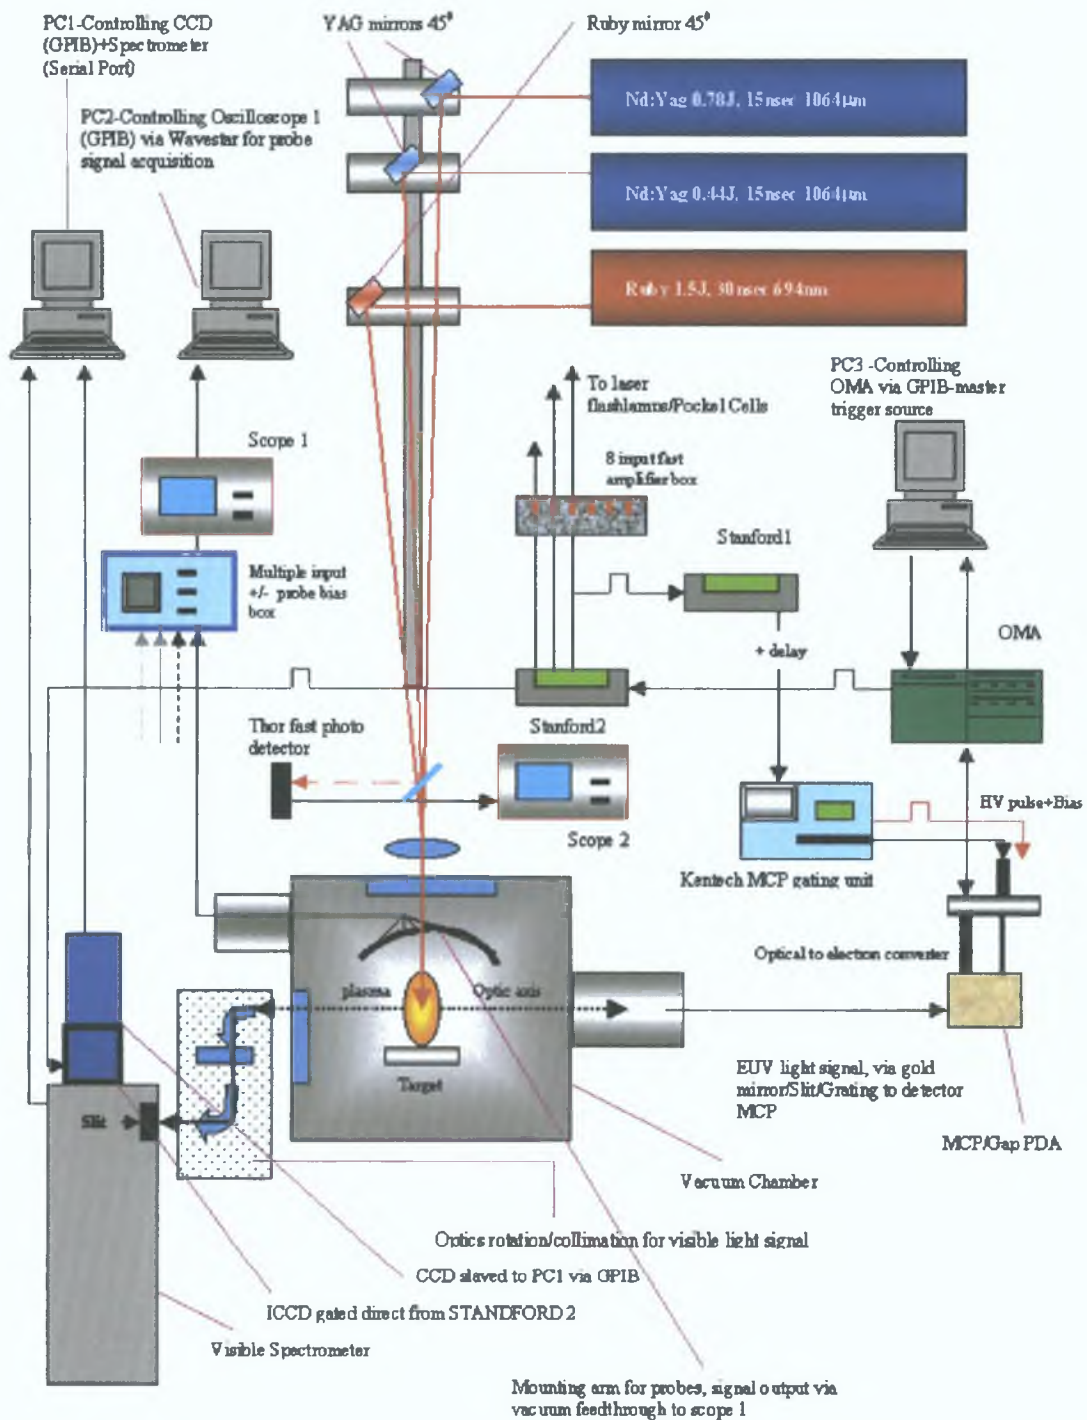 PC1-Controlling CCD
(GPIB)+Spectrometer
(Serial Port)
YAG mirrors 45°
Ruby mirror 45°
PC2-Controlling Oscilloscope 1
(GPIB) via Wavestar for probe
signal acquisition
Nd:Yag 0.78J, 15nsec 1064µm
Nd:Yag 0.44J, 15nsec 1064µm
Ruby 1.5J, 30nsec 694nm
PC3 -Controlling
OMA via GPIB-master
trigger source
To laser
flashlamps/Pockel Cells
Scope 1
8 input fast
amplifier box
Stanford1
Multiple input
+/- probe bias
box
OMA
+ delay
Thor fast photo
detector
Stanford2
Scope 2
HV pulse+Bias
Kentech MCP gating unit
Optical to electron converter
plasma
Optic axis
Target
Slit
EUV light signal, via gold
mirror/Slit/Grating to detector
MCP
MCP/Gap PDA
Vacuum Chamber
Optics rotation/collimation for visible light signal
CCD slaved to PC1 via GPIB
ICCD gated direct from STANDFORD 2
Visible Spectrometer
Mounting arm for probes, signal output via
vacuum feedthrough to scope 1